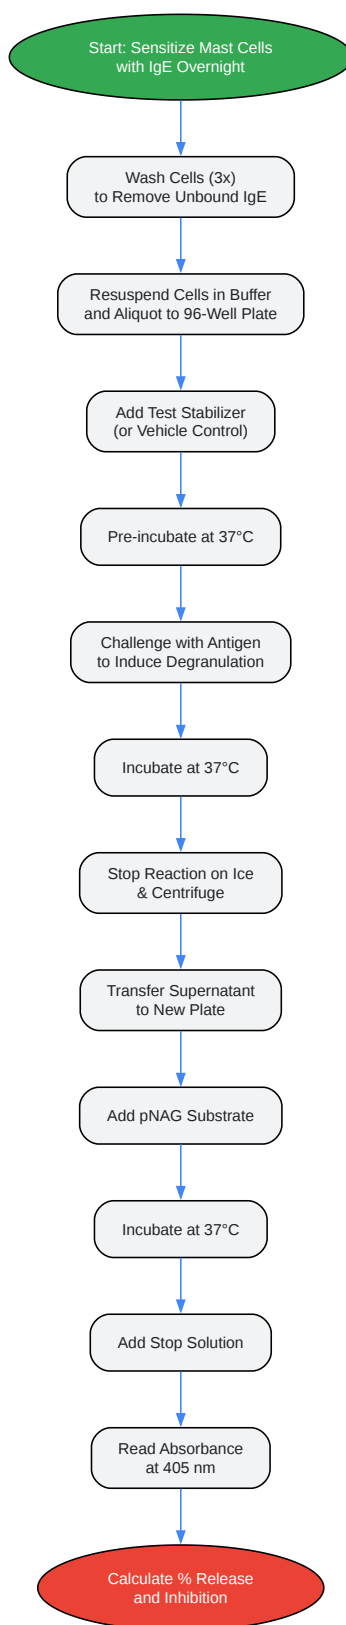 Start: Sensitize Mast Cells
with IgE Overnight
Wash Cells (3x)
to Remove Unbound IgE
Resuspend Cells in Buffer
and Aliquot to 96-Well Plate
Add Test Stabilizer
(or Vehicle Control)
Pre-incubate at 37°C
Challenge with Antigen
to Induce Degranulation
Incubate at 37°C
Stop Reaction on Ice
& Centrifuge
Transfer Supernatant
to New Plate
Add pNAG Substrate
Incubate at 37°C
Add Stop Solution
Read Absorbance
at 405 nm
Calculate % Release
and Inhibition